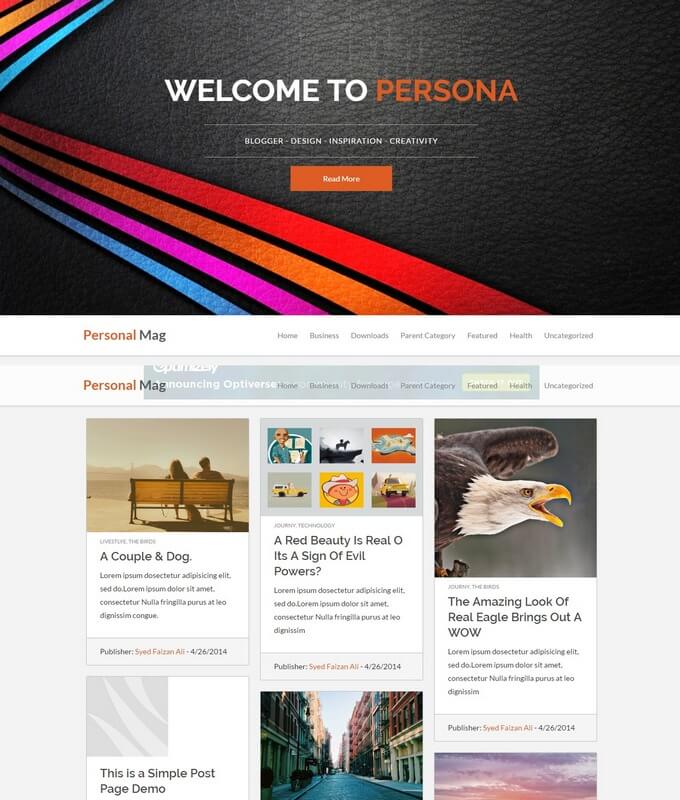 WELCOME TO PERSONA
BLOGGER - DESIGN - INSPIRATION - CREATIVITY
Read More
Personal Mag
Home Business Downloads Parent Category Featured Health Uncategorized
Optimizely
Announcing Optiverse
Personal Mag
Home Business Downloads Parent Category Featured Health Uncategorized
LIVESTLYE, THE BIRDS
A Couple & Dog.
Lorem ipsum dosectetur adipisicing elit,
sed do.Lorem ipsum dolor sit amet,
consectetur Nulla fringilla purus at leo
dignissim congue.
Publisher: Syed Faizan Ali - 4/26/2014
JOURNY, TECHNOLOGY
A Red Beauty Is Real O
Its A Sign Of Evil
Powers?
Lorem ipsum dosectetur adipisicing elit,
sed do.Lorem ipsum dolor sit amet,
consectetur Nulla fringilla purus at leo
dignissim
Publisher: Syed Faizan Ali - 4/26/2014
JOURNY, THE BIRDS
The Amazing Look Of
Real Eagle Brings Out A
WOW
Lorem ipsum dosectetur adipisicing elit,
sed do.Lorem ipsum dolor sit amet,
consectetur Nulla fringilla purus at leo
dignissim
Publisher: Syed Faizan Ali - 4/26/2014
This is a Simple Post
Page Demo